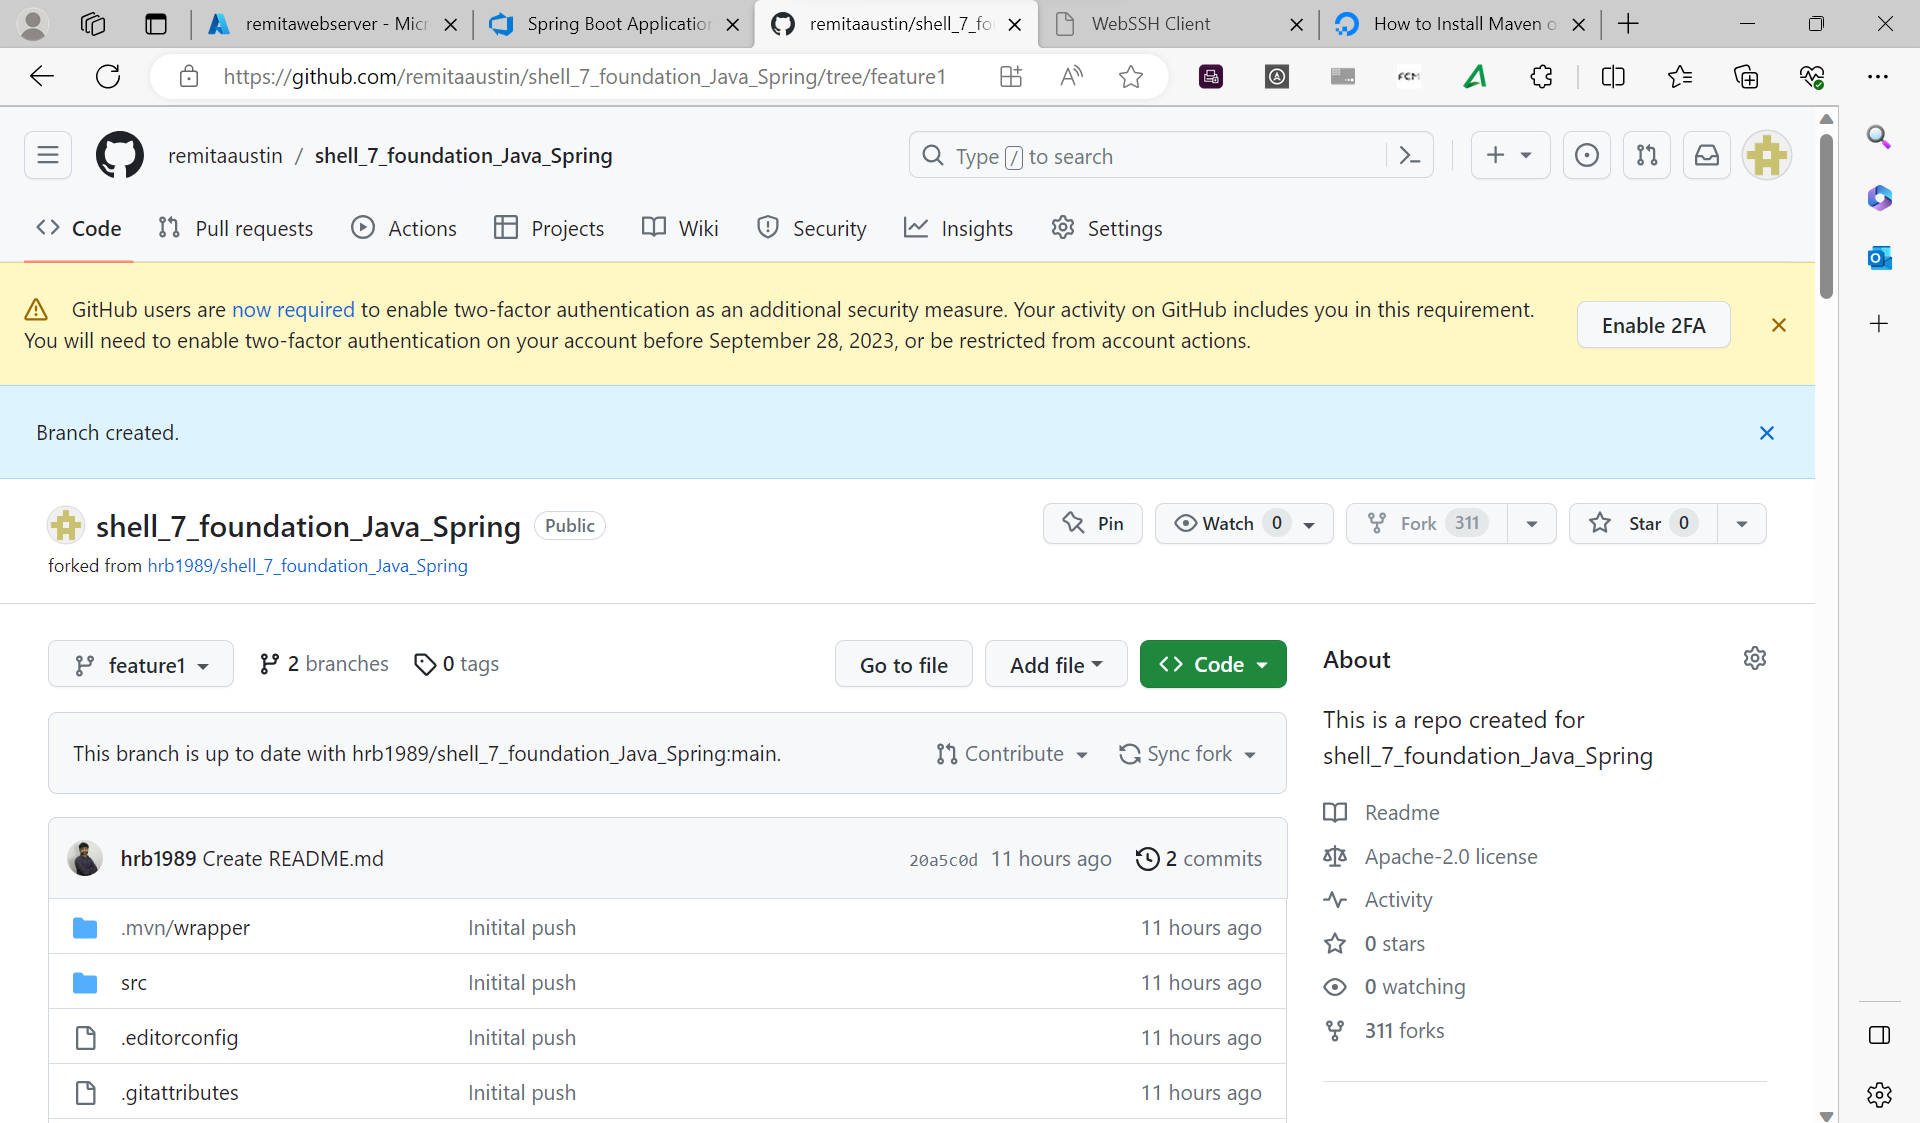 remitawebserver - Micr
Spring Boot Application
remitaaustin/shell_7_fo
WebSSH Client
How to Install Maven o
https://github.com/remitaaustin/shell_7_foundation_Java_Spring/tree/feature1
FCM
remitaaustin / shell_7_foundation_Java_Spring
Type / to search
Code
Pull requests
Actions
Projects
Wiki
Security
Insights
Settings
GitHub users are now required to enable two-factor authentication as an additional security measure. Your activity on GitHub includes you in this requirement.
You will need to enable two-factor authentication on your account before September 28, 2023, or be restricted from account actions.
Enable 2FA
Branch created.
shell_7_foundation_Java_Spring Public
forked from hrb1989/shell_7_foundation_Java_Spring
Pin
Watch 0
Fork 311
Star 0
feature1
2 branches
0 tags
Go to file
Add file
Code
This branch is up to date with hrb1989/shell_7_foundation_Java_Spring:main.
Contribute
Sync fork
hrb1989 Create README.md
20a5c0d 11 hours ago
2 commits
.mvn/wrapper Initital push 11 hours ago
src Initital push 11 hours ago
.editorconfig Initital push 11 hours ago
.gitattributes Initital push 11 hours ago
About
This is a repo created for
shell_7_foundation_Java_Spring
Readme
Apache-2.0 license
Activity
0 stars
0 watching
311 forks